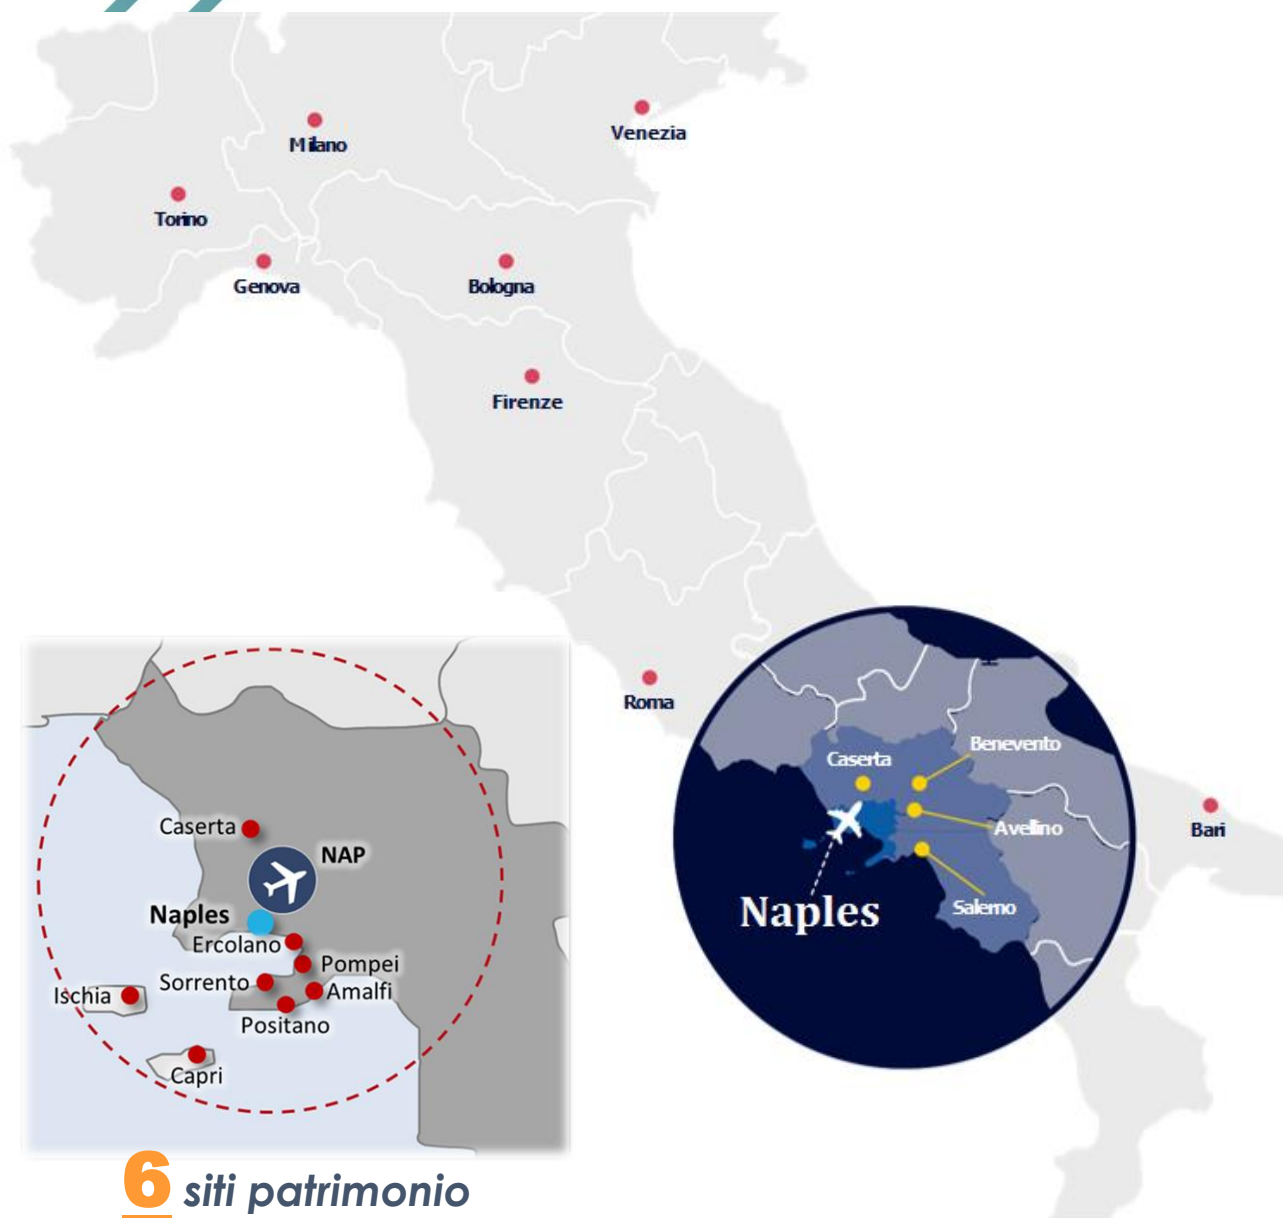 Venezia
Milano
Torino
Genova
Bologna
Firenze
Roma
Benevento
Caserta
Bari
Avellino
Naples
Salerno
Caserta
NAP
Naples
Ercolano
Pompei
Sorrento
Amalfi
Ischia
Positano
Capri
6 siti patrimonio